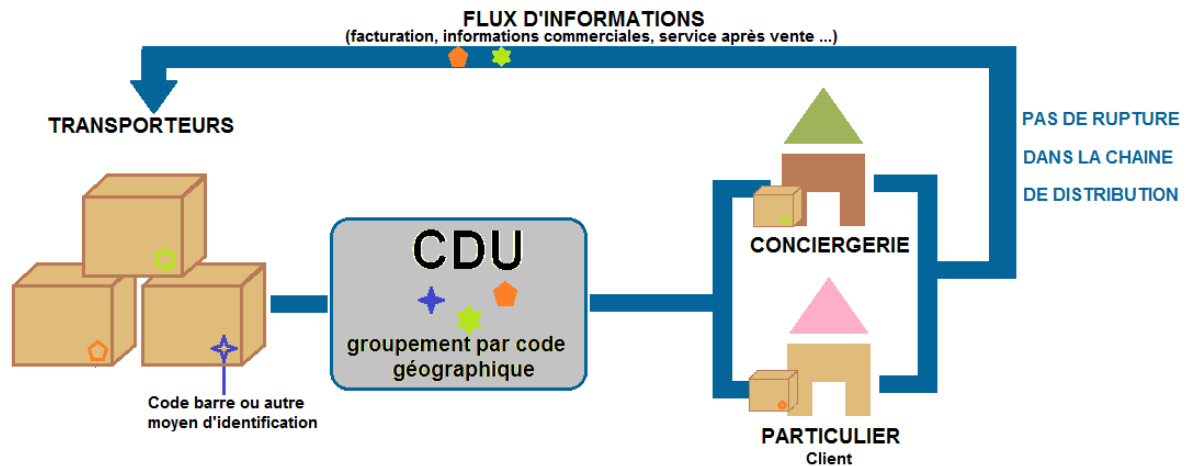 FLUX D'INFORMATIONS
(facturation, informations commerciales, service après vente ...)
TRANSPORTEURS
PAS DE RUPTURE
DANS LA CHAINE
DE DISTRIBUTION
CDU
groupement par code
géographique
CONCIERGERIE
Code barre ou autre
moyen d'identification
PARTICULIER
Client